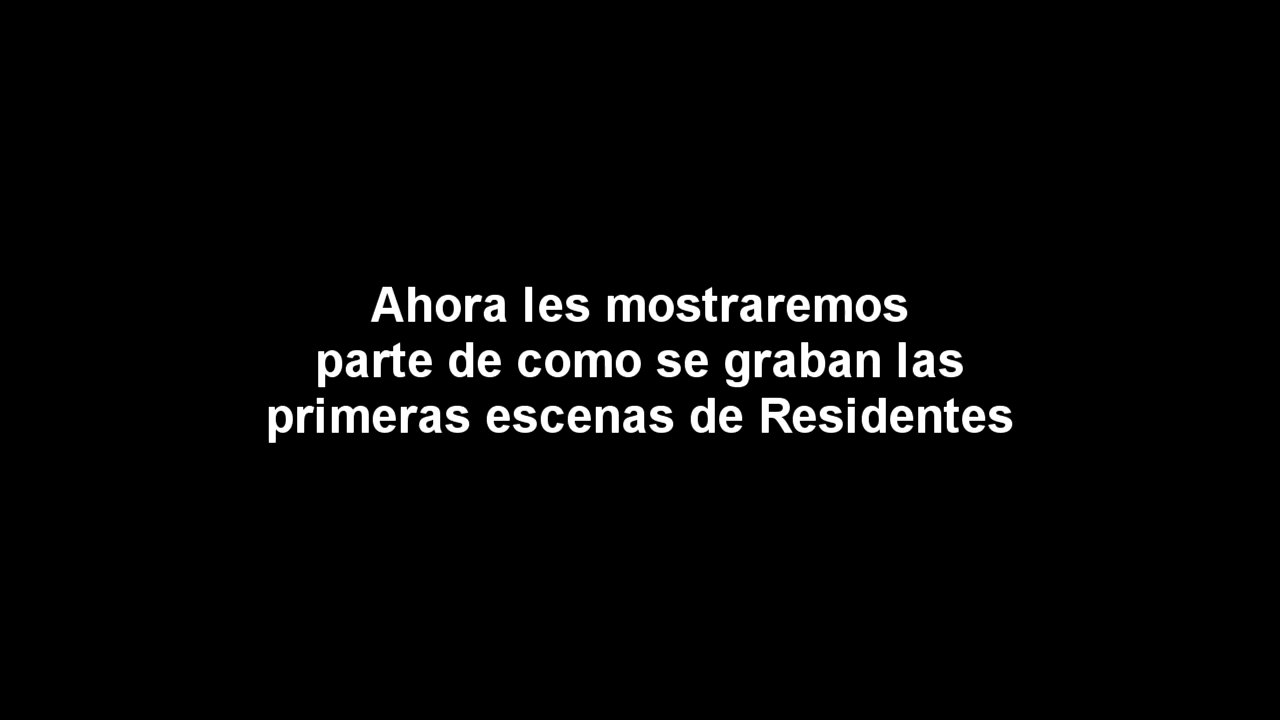 Ahora les mostraremos
parte de como se graban las
primeras escenas de Residentes